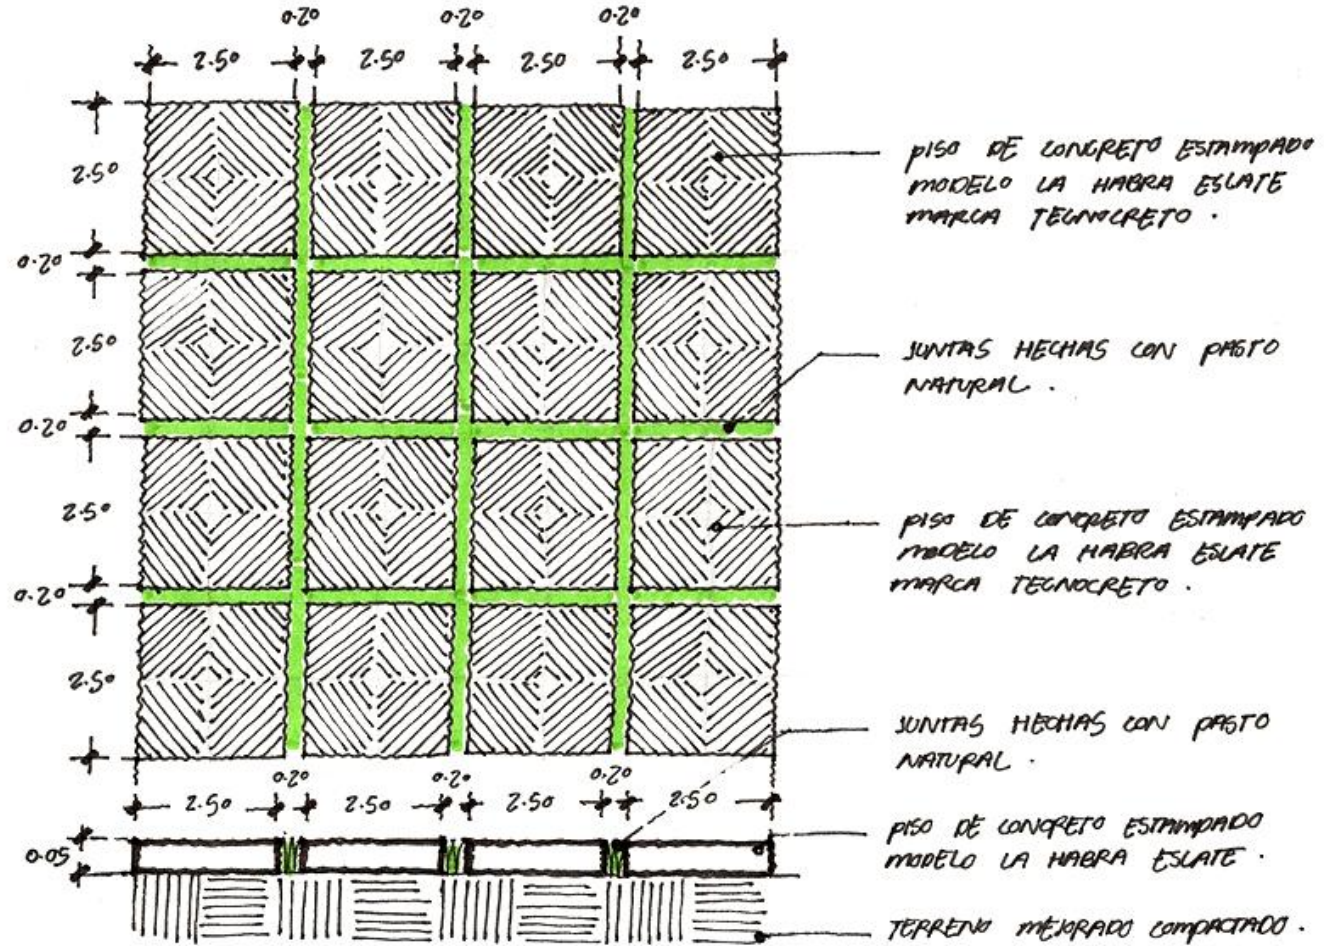 0.20 0.20 0.20
2.50 2.50 2.50 2.50
2.50
0.20
2.50
0.20
2.50
0.20
2.50
PISO DE CONCRETO ESTAMPADO
MODELO LA HABRA ESLATE
MARCA TECNOCRETO .
JUNTAS HECHAS CON PASTO
NATURAL .
PISO DE CONCRETO ESTAMPADO
MODELO LA HABRA ESLATE
MARCA TECNOCRETO .
JUNTAS HECHAS CON PASTO
NATURAL .
0.20 0.20 0.20
2.50 2.50 2.50 2.50
0.05
PISO DE CONCRETO ESTAMPADO
MODELO LA HABRA ESLATE .
TERRENO MEJORADO COMPACTADO .